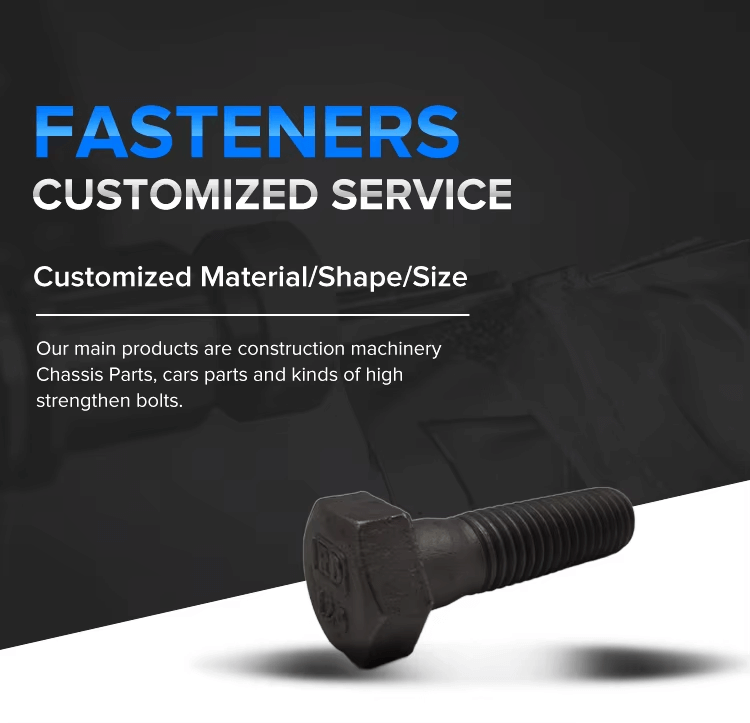 FASTENERS
CUSTOMIZED SERVICE
Customized Material/Shape/Size
Our main products are construction machinery
Chassis Parts, cars parts and kinds of high
strengthen bolts.